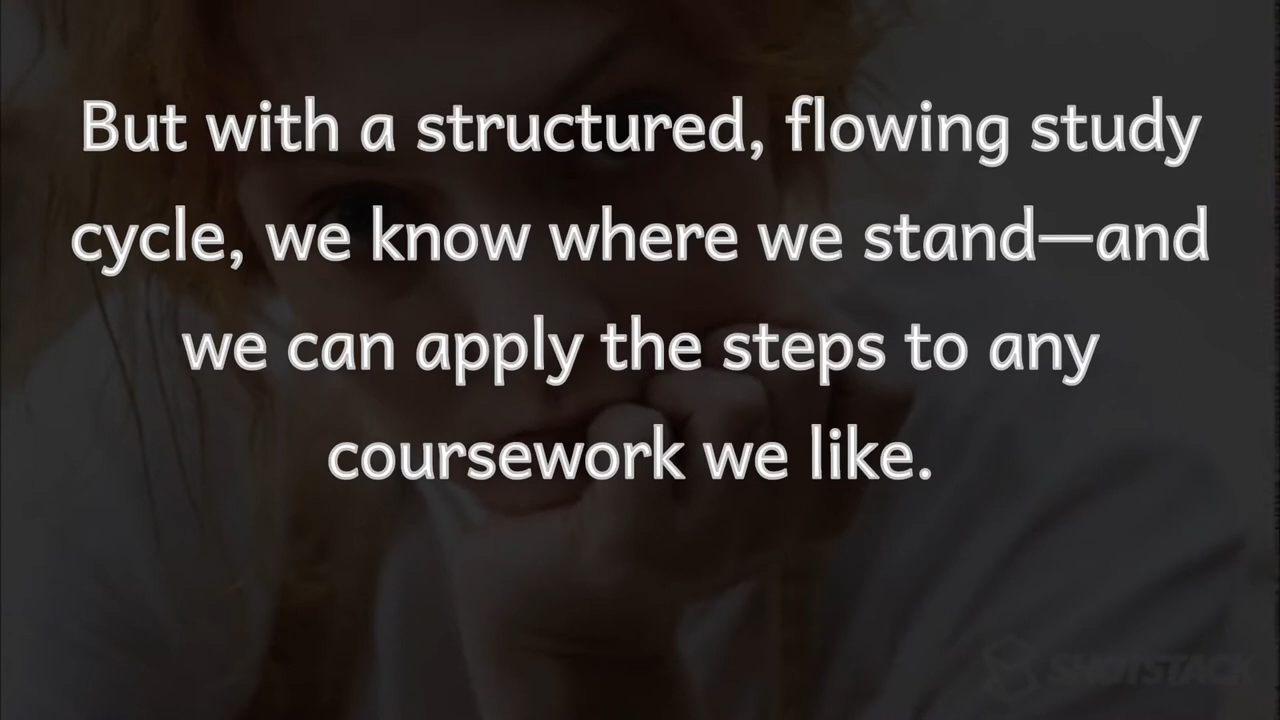 But with a structured, flowing study
cycle, we know where we stand—and
we can apply the steps to any
coursework we like.
SHOTSTACK